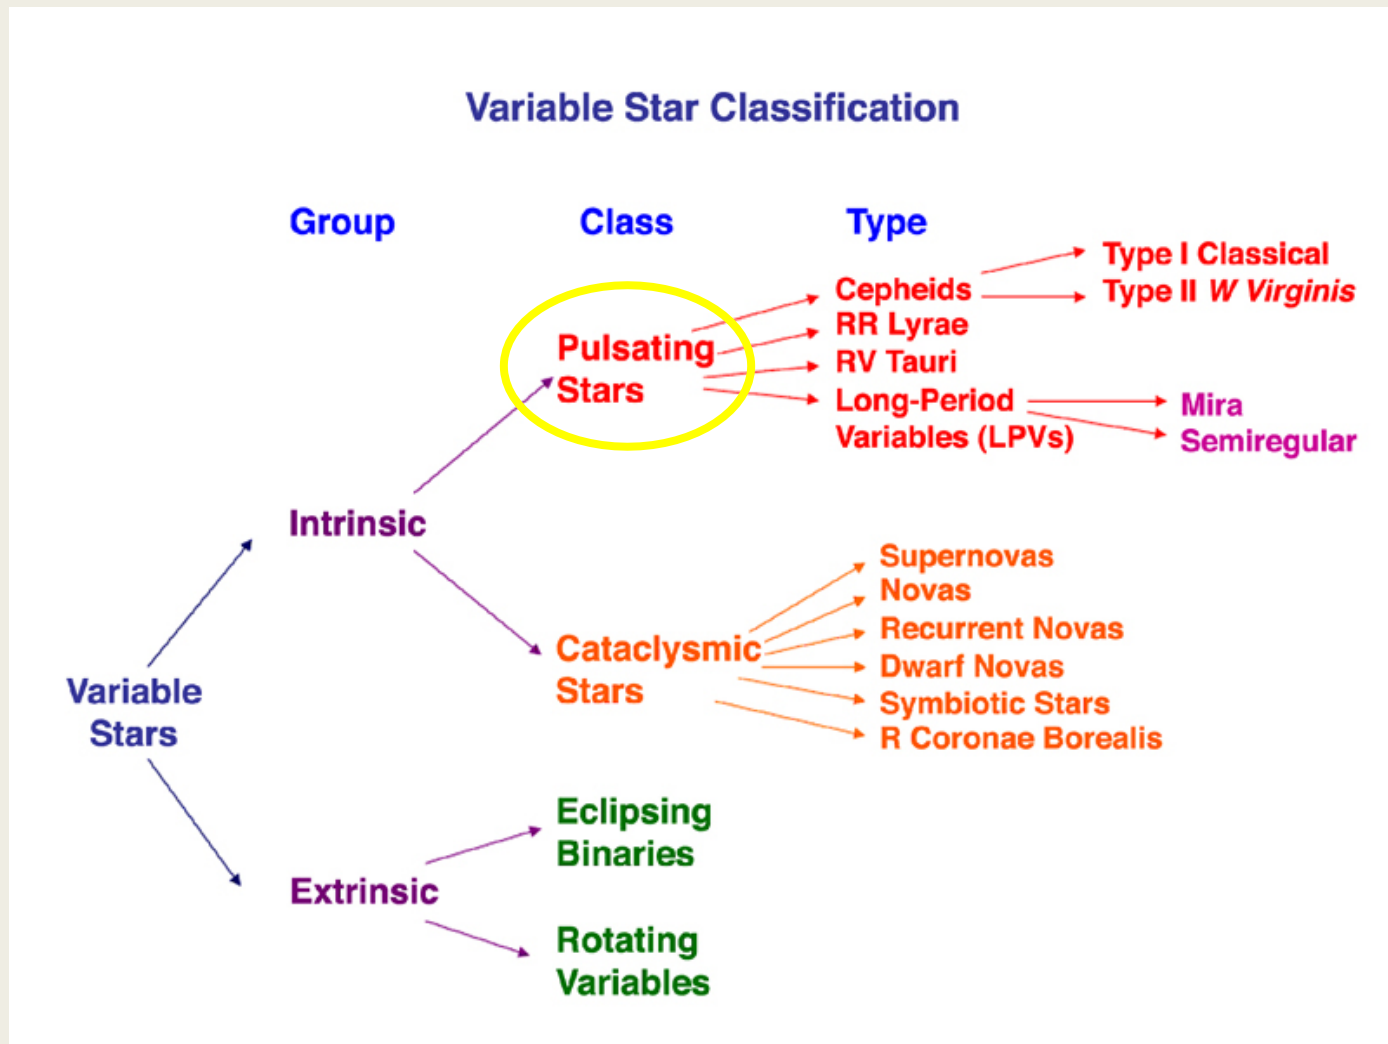 Variable Star Classification
Group
Class
Type
Type I Classical
Type II W Virginis
Cepheids
RR Lyrae
RV Tauri
Long-Period
Variables (LPVs)
Mira
Semiregular
Pulsating
Stars
Intrinsic
Supernovas
Novas
Recurrent Novas
Dwarf Novas
Symbiotic Stars
R Coronae Borealis
Cataclysmic
Stars
Variable
Stars
Eclipsing
Binaries
Extrinsic
Rotating
Variables